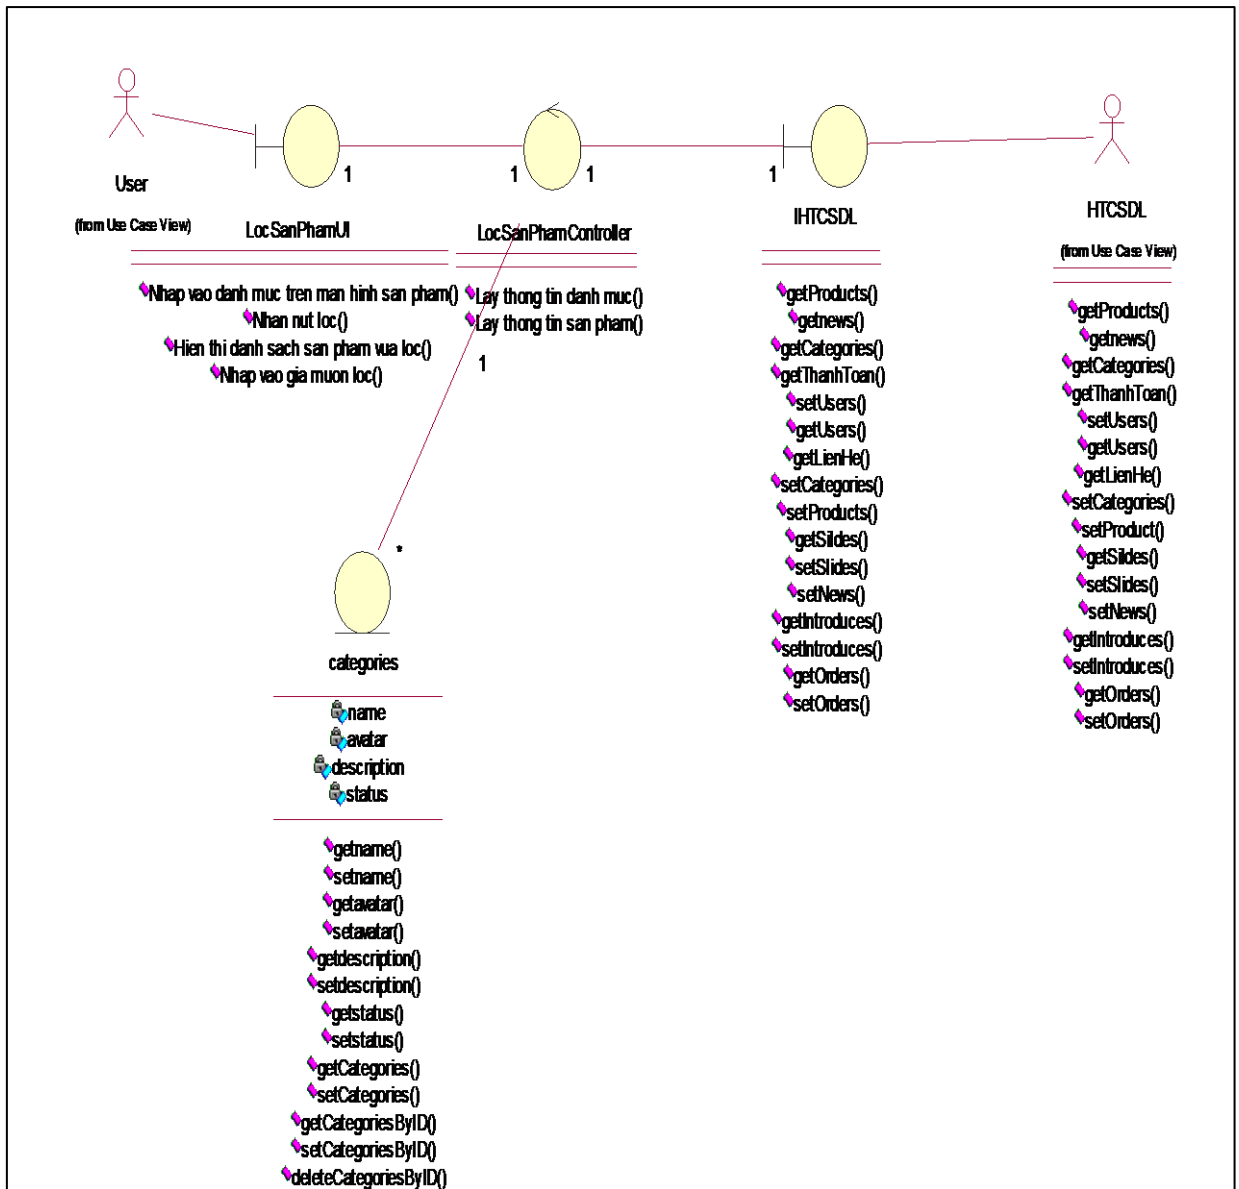 User
(from Use Case View)
LocSanPhamUI
Nhap vao danh muc tren man hinh san pham()
Nhan nut loc()
Hien thi danh sach san pham vua loc()
Nhap vao gia muon loc()
1
1
1
1
LocSanPhamController
Lay thong tin danh muc()
Lay thong tin san pham()
1
*
IHTCSDL
getProducts()
getnews()
getCategories()
getThanhToan()
setUsers()
getUsers()
getLienHe()
setCategories()
setProducts()
getSildes()
setSlides()
setNews()
getIntroduces()
setIntroduces()
getOrders()
setOrders()
HTCSDL
(from Use Case View)
getProducts()
getnews()
getCategories()
getThanhToan()
setUsers()
getUsers()
getLienHe()
setCategories()
setProduct()
getSildes()
setSlides()
setNews()
getIntroduces()
setIntroduces()
getOrders()
setOrders()
categories
name
avatar
description
status
getname()
setname()
getavatar()
setavatar()
getdescription()
setdescription()
getstatus()
setstatus()
getCategories()
setCategories()
getCategoriesByID()
setCategoriesByID()
deleteCategoriesByID()